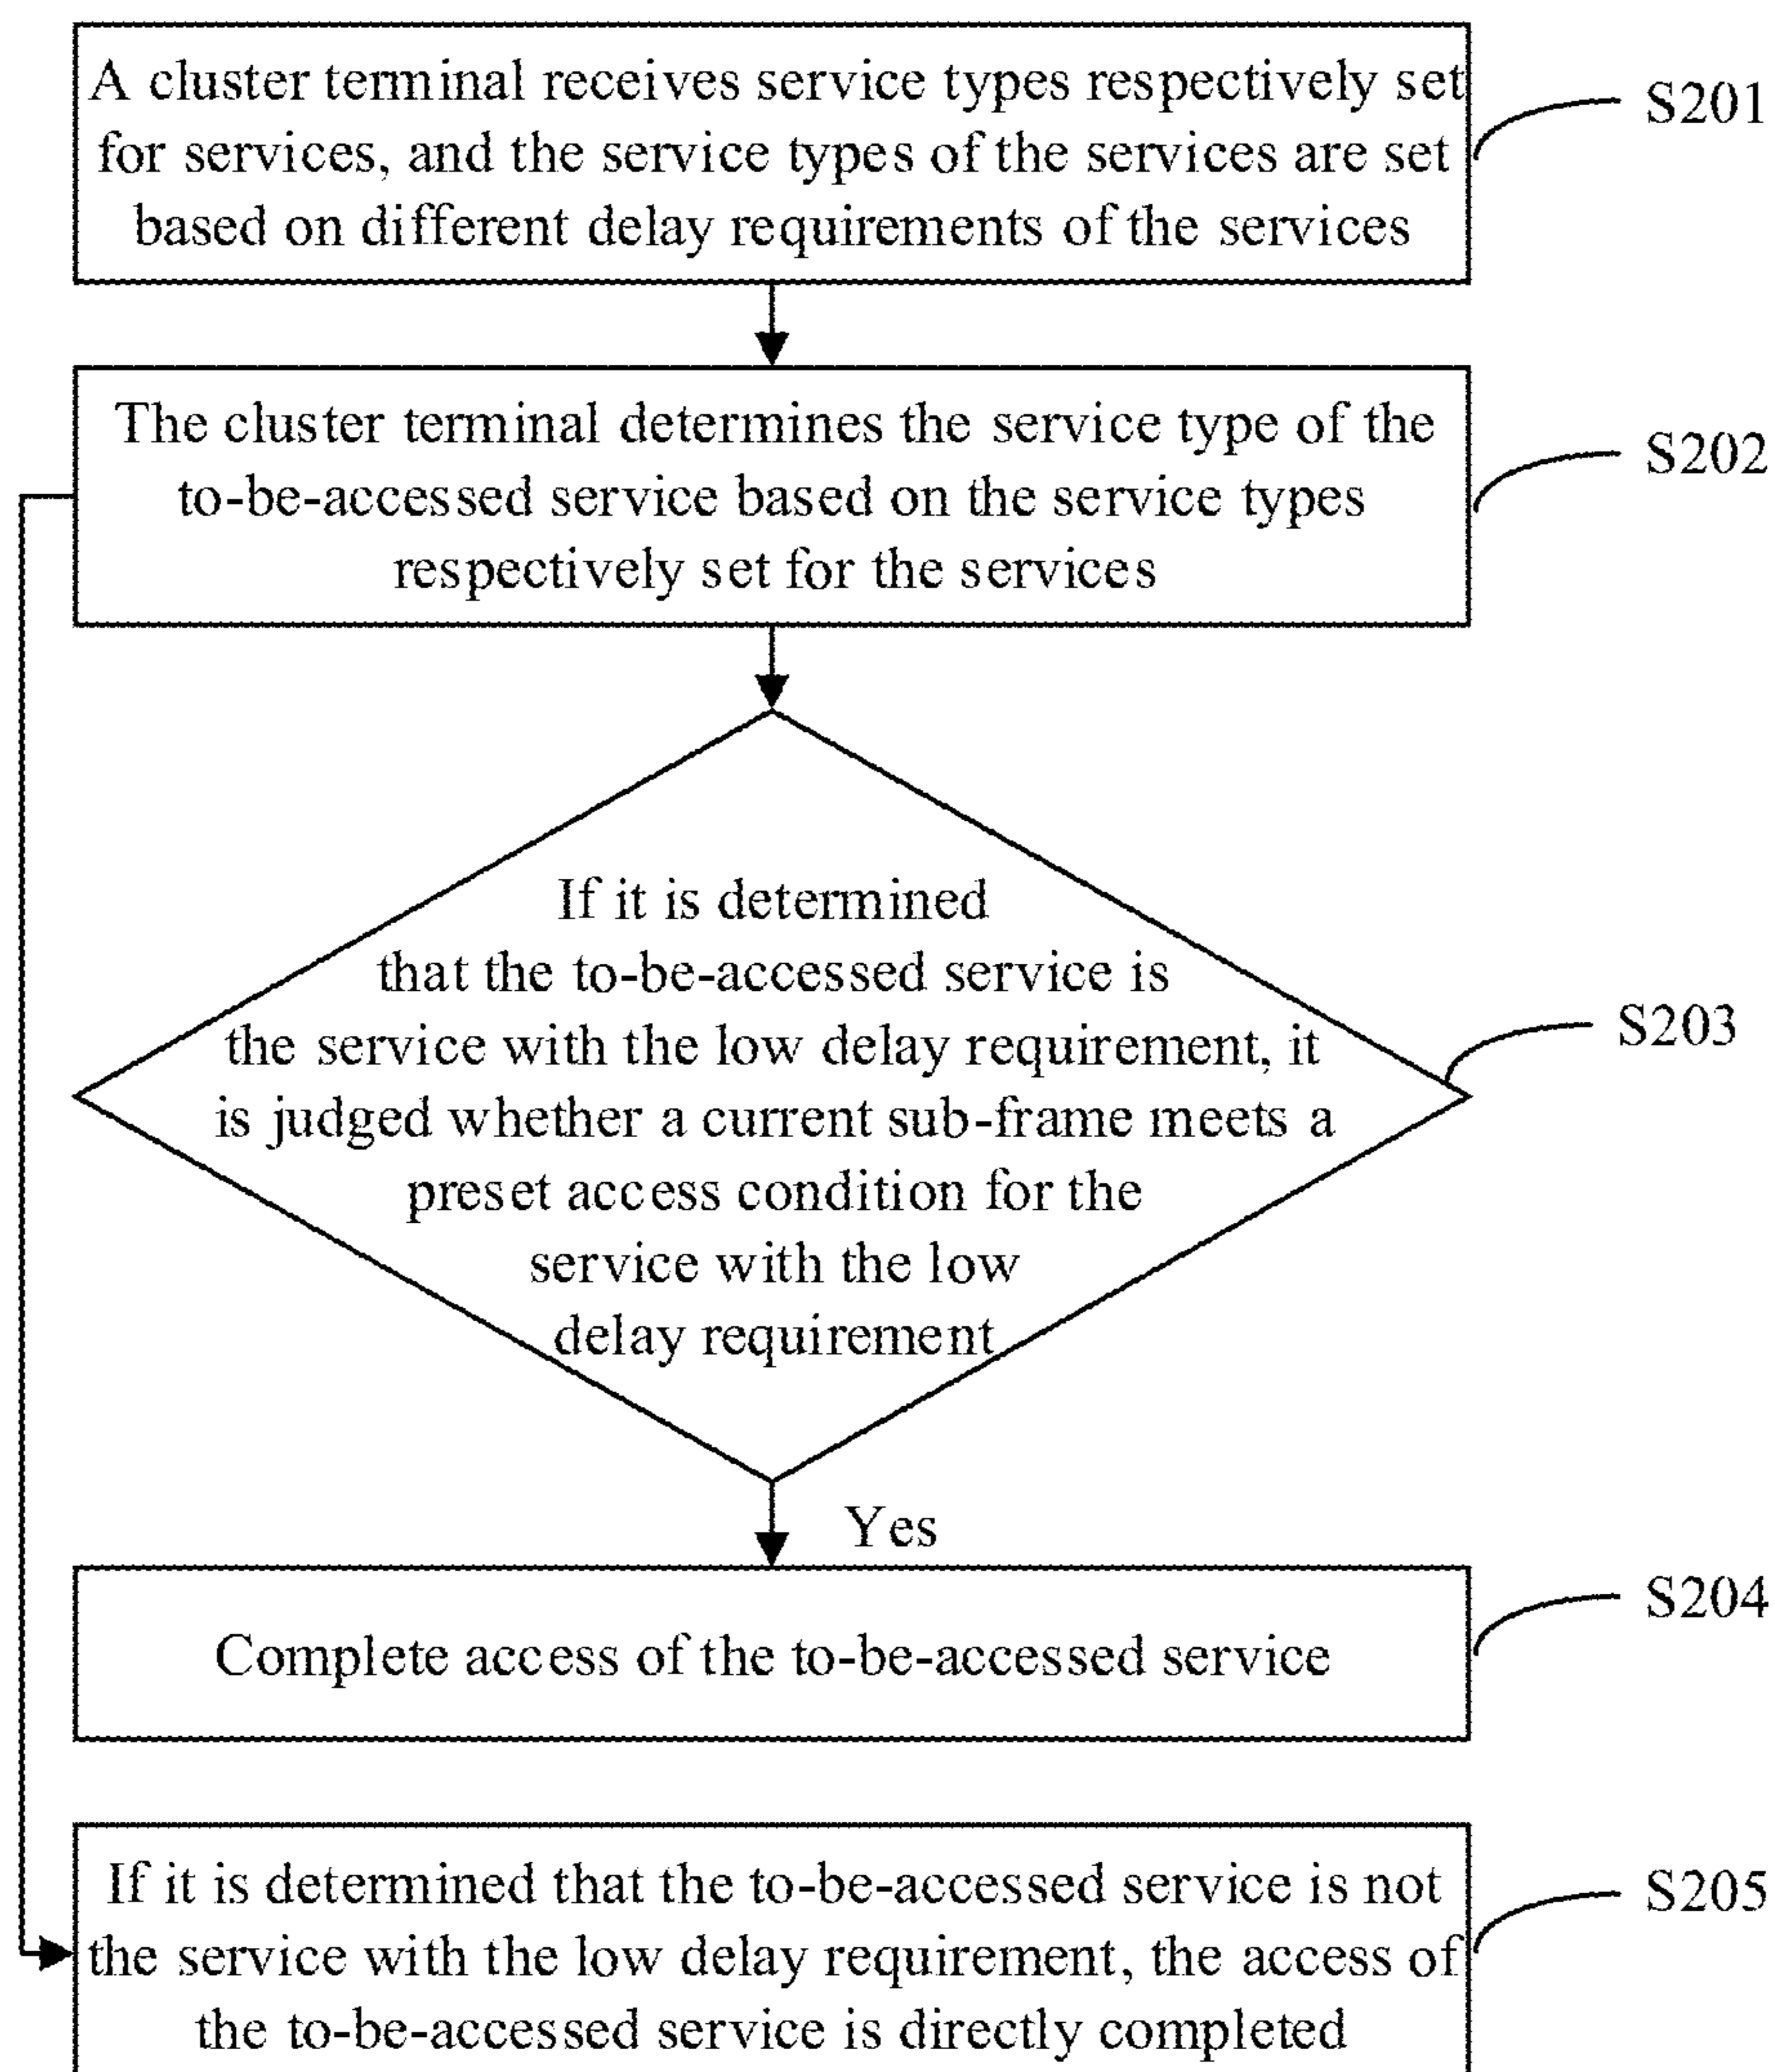 A cluster terminal receives service types respectively set
for services, and the service types of the services are set
based on different delay requirements of the services
S201
The cluster terminal determines the service type of the
to-be-accessed service based on the service types
respectively set for the services
S202
If it is determined
that the to-be-accessed service is
the service with the low delay requirement, it
is judged whether a current sub-frame meets a
preset access condition for the
service with the low
delay requirement
S203
Yes
Complete access of the to-be-accessed service
S204
If it is determined that the to-be-accessed service is not
the service with the low delay requirement, the access of
the to-be-accessed service is directly completed
S205